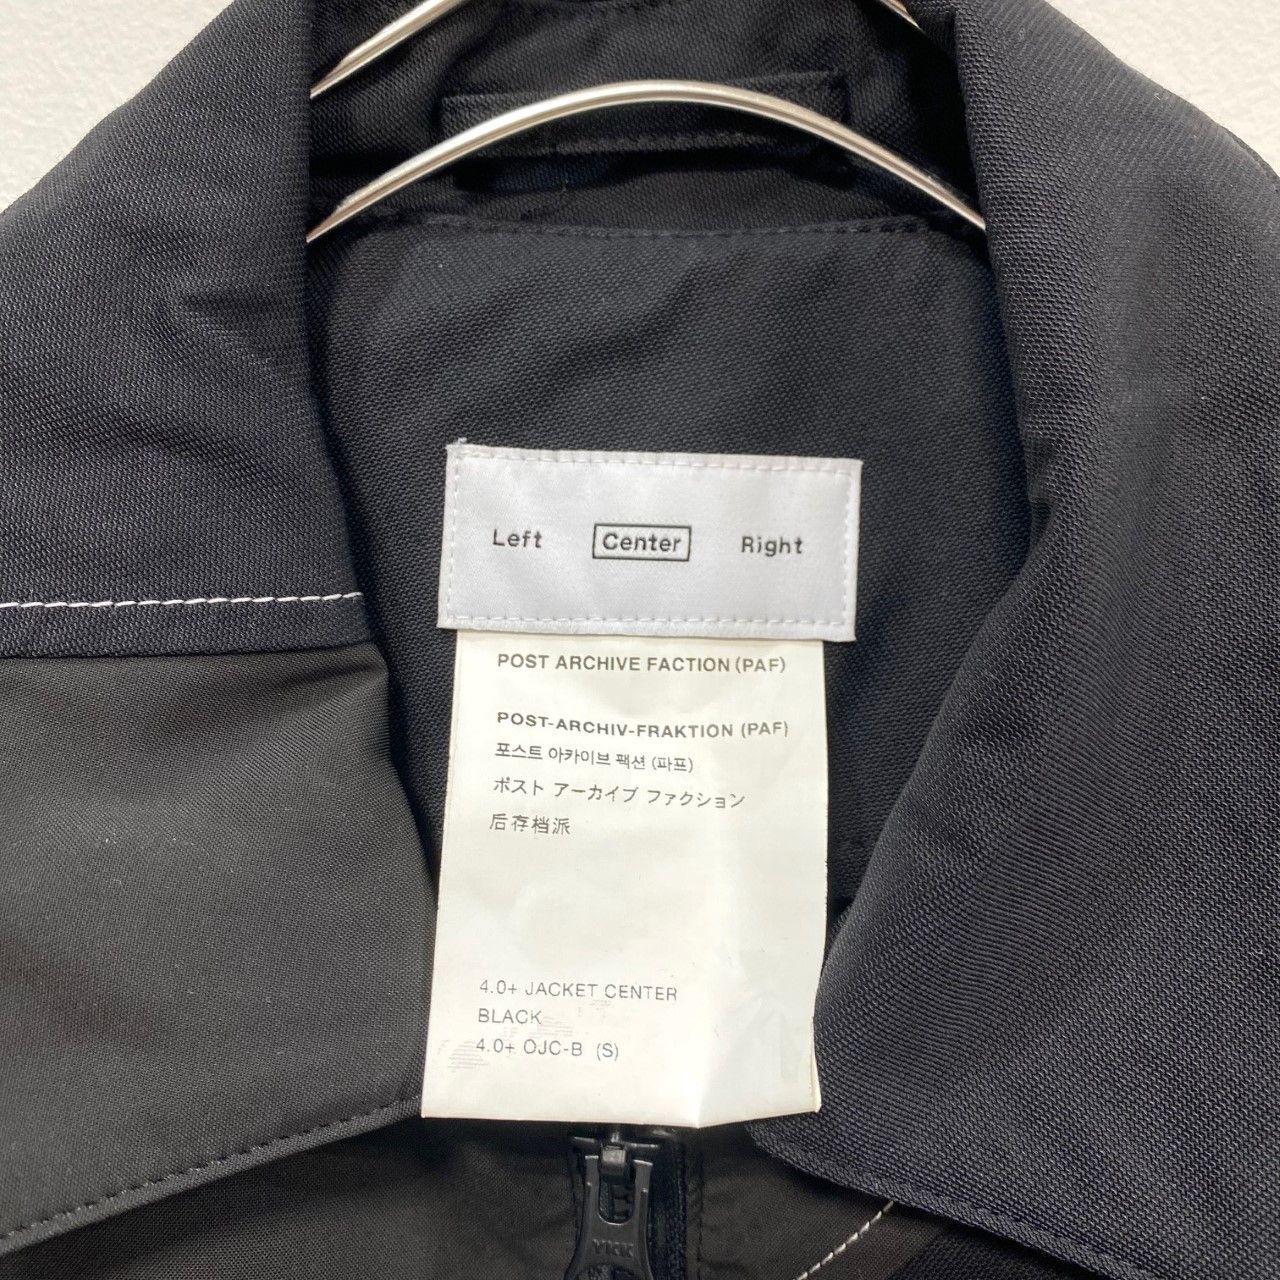 Left Center Right
POST ARCHIVE FACTION (PAF)
POST-ARCHIV-FRAKTION (PAF)
포스트 아카이브 팩션 (파프)
ポスト アーカイブ ファクション
后存档派
4.0+ JACKET CENTER
BLACK
4.0+ OJC-B (S)
YKK